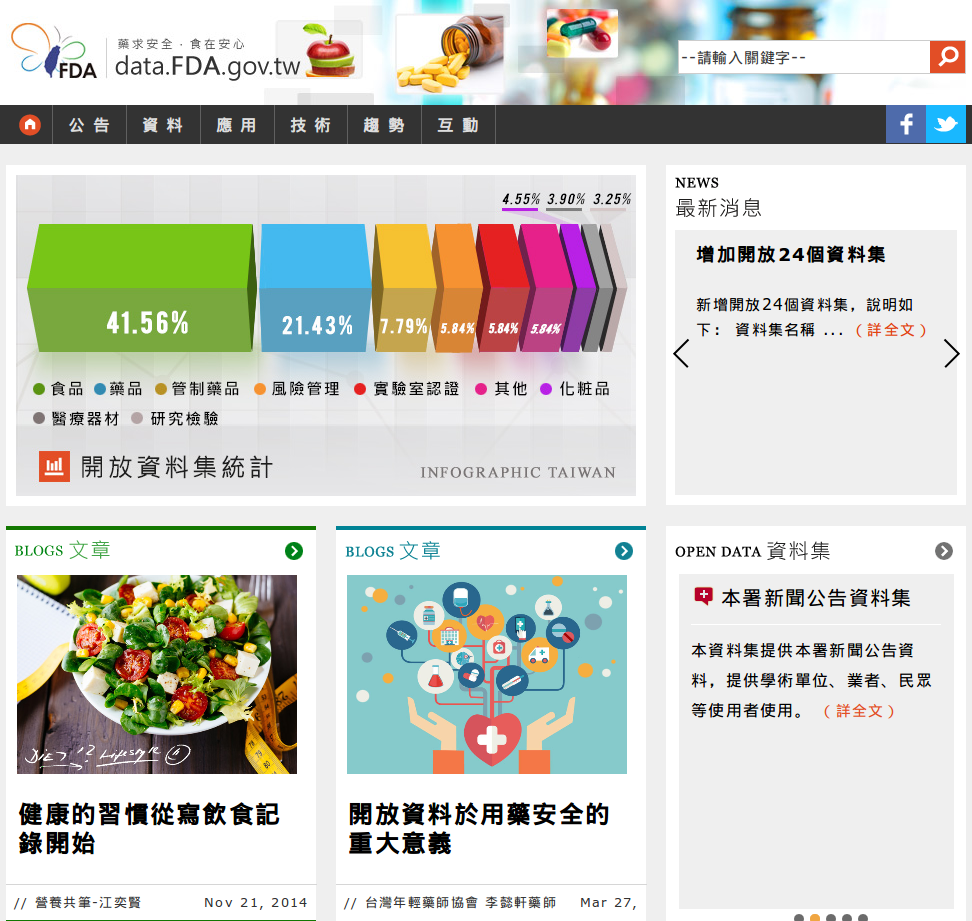 藥求安全·食在安心
FDA
data.FDA.gov.tw
--請輸入關鍵字--
公告 資料 應用 技術 趨勢 互動
4.55% 3.90% 3.25%
41.56% 21.43% 7.79% 5.84% 5.84% 5.84%
食品 藥品 管制藥品 風險管理 實驗室認證 其他 化粧品
醫療器材 研究檢驗
開放資料集統計
INFOGRAPHIC TAIWAN
NEWS
最新消息
增加開放24個資料集
新增開放24個資料集，說明如
下： 資料集名稱 ...（詳全文）
BLOGS 文章
Diet? Lifestyle
健康的習慣從寫飲食記
錄開始
// 營養共筆-江奕賢 Nov 21, 2014
BLOGS 文章
開放資料於用藥安全的
重大意義
// 台灣年輕藥師協會 李懿軒藥師 Mar 27,
OPEN DATA 資料集
本署新聞公告資料集
本資料集提供本署新聞公告資
料，提供學術單位、業者、民眾
等使用者使用。（詳全文）